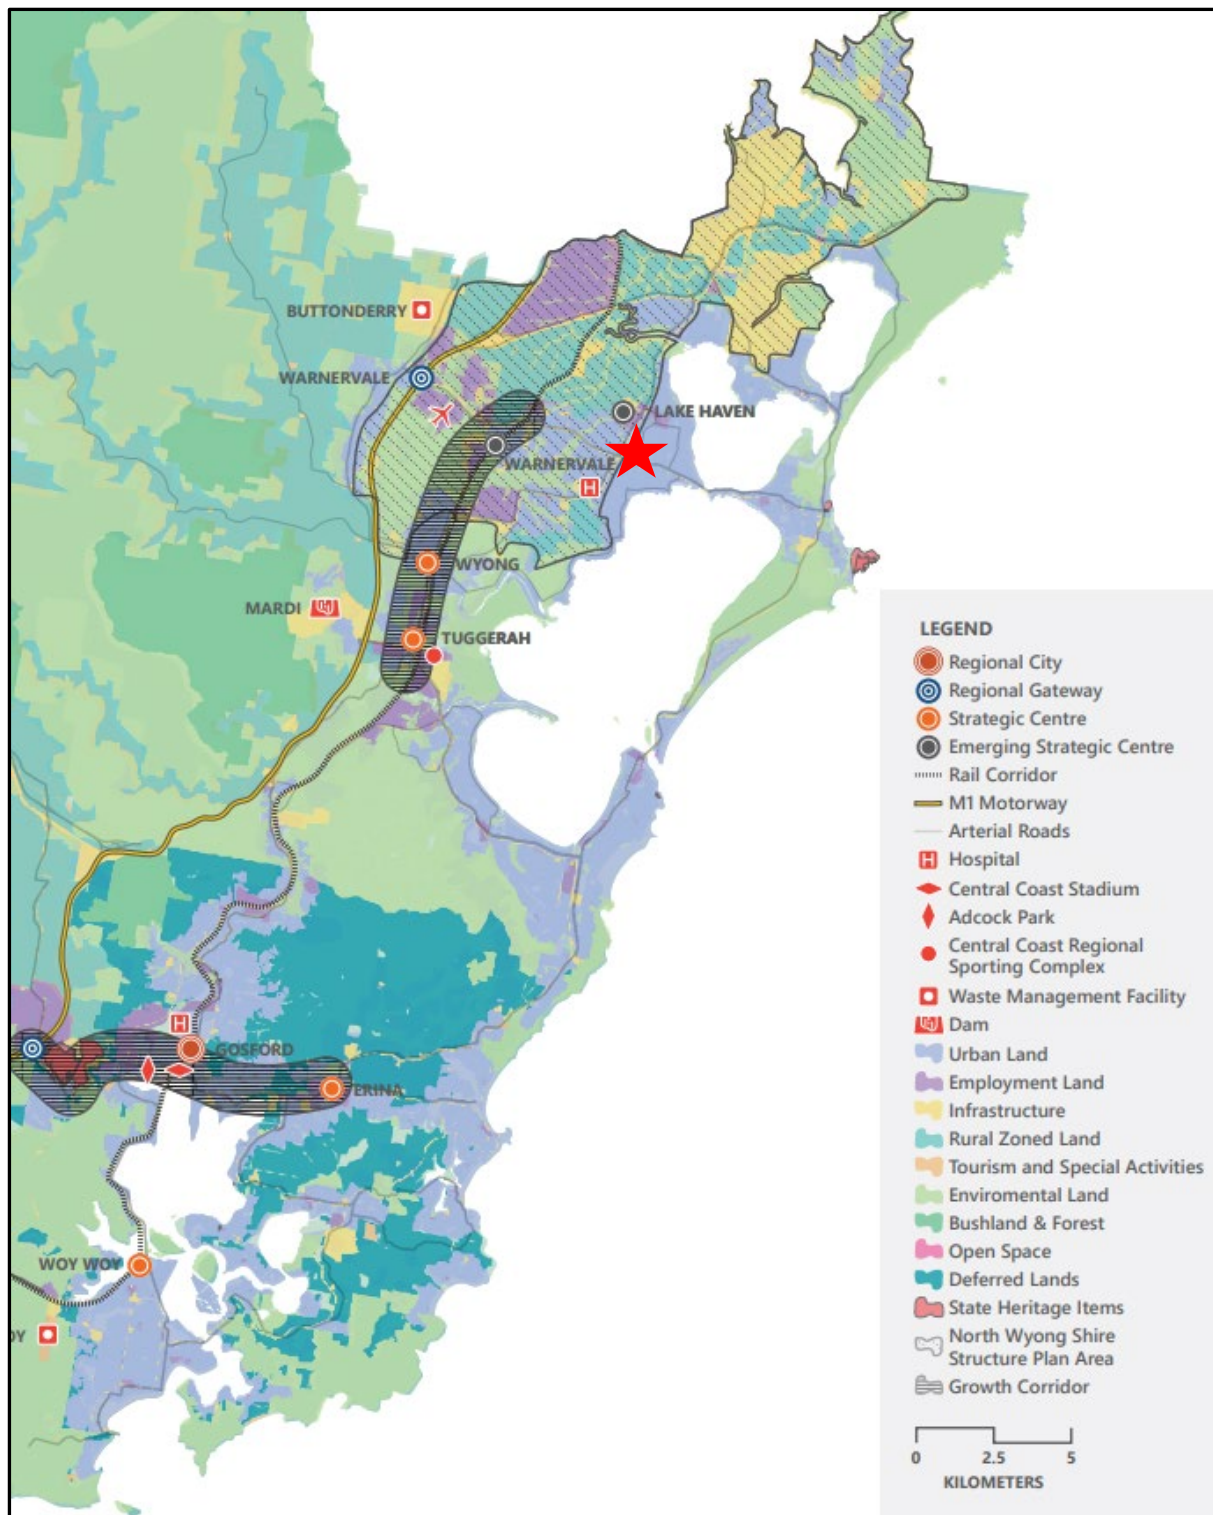 BUTTONDERRY
WARNERVALE
LAKE HAVEN
WARNERVALE
H
WYONG
MARDI
TUGGERAH
H
GOSFORD
ERINA
WOY WOY
OY
LEGEND
Regional City
Regional Gateway
Strategic Centre
Emerging Strategic Centre
Rail Corridor
M1 Motorway
Arterial Roads
H Hospital
Central Coast Stadium
Adcock Park
Central Coast Regional
Sporting Complex
Waste Management Facility
Dam
Urban Land
Employment Land
Infrastructure
Rural Zoned Land
Tourism and Special Activities
Enviromental Land
Bushland & Forest
Open Space
Deferred Lands
State Heritage Items
North Wyong Shire
Structure Plan Area
Growth Corridor
0 2.5 5
KILOMETERS